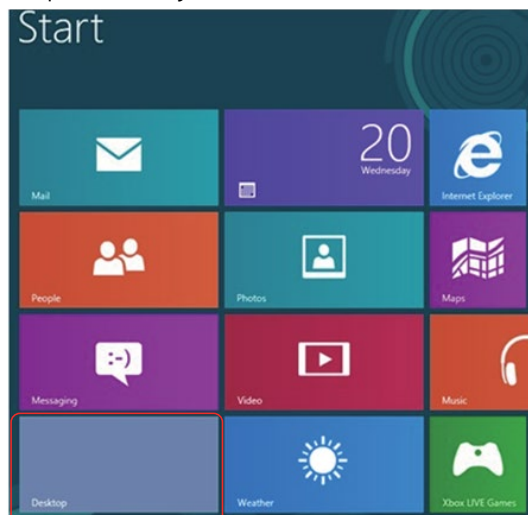 Start
20
Wednesday
Mail
Internet Explorer
People
Photos
Maps
:-)
Messaging
Video
Music
Desktop
Weather
Xbox LIVE Games